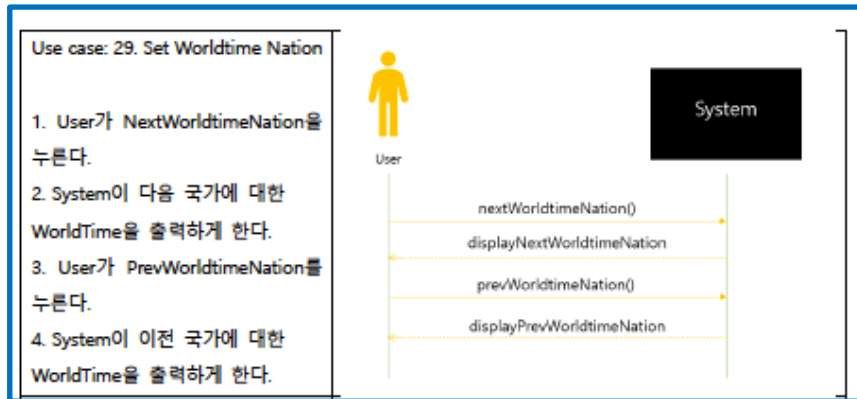 Use case: 29. Set Worldtime Nation
1. User가 NextWorldtimeNation을
누른다.
2. System이 다음 국가에 대한
WorldTime을 출력하게 한다.
3. User가 PrevWorldtimeNation를
누른다.
4. System이 이전 국가에 대한
WorldTime을 출력하게 한다.
System
User
nextWorldtimeNation()
displayNextWorldtimeNation
prevWorldtimeNation()
displayPrevWorldtimeNation